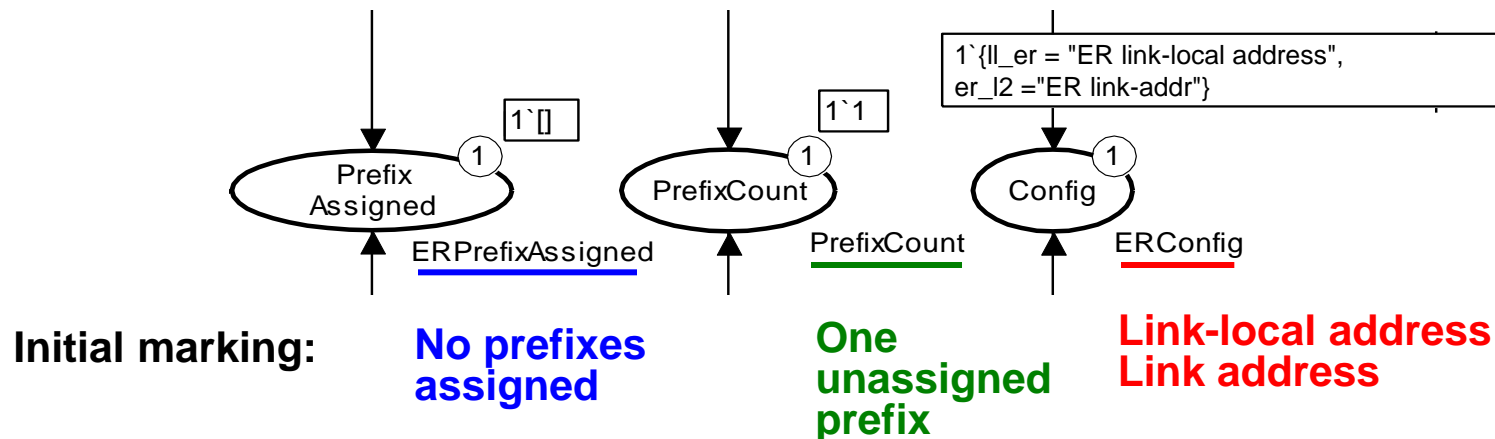 1`{ll_er = "ER link-local address",
er_l2 ="ER link-addr"}
1`[]
1`1
1
1
1
Prefix
Assigned
PrefixCount
Config
ERPrefixAssigned
PrefixCount
ERConfig
Initial marking:
No prefixes
assigned
One
unassigned
prefix
Link-local address
Link address